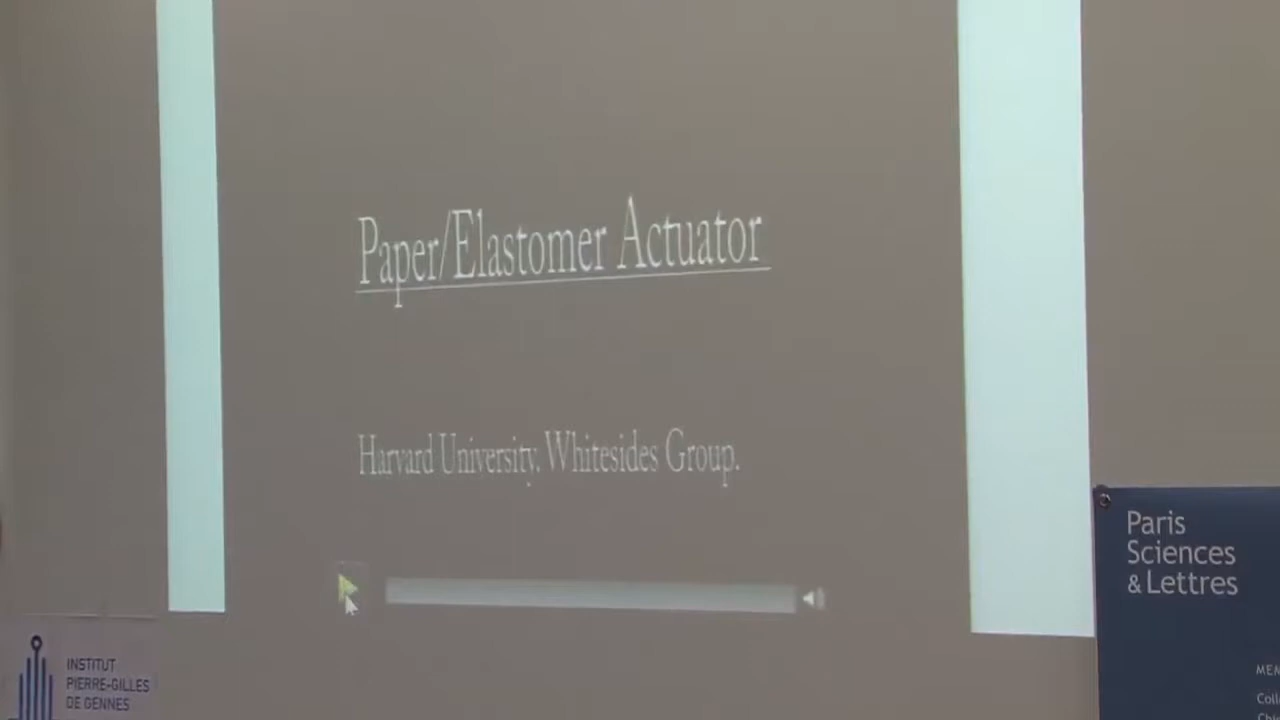 Paper/Elastomer Actuator
Harvard University. Whitesides Group.
Paris
Sciences
& Lettres
INSTITUT
PIERRE-GILLES
DE GENNES